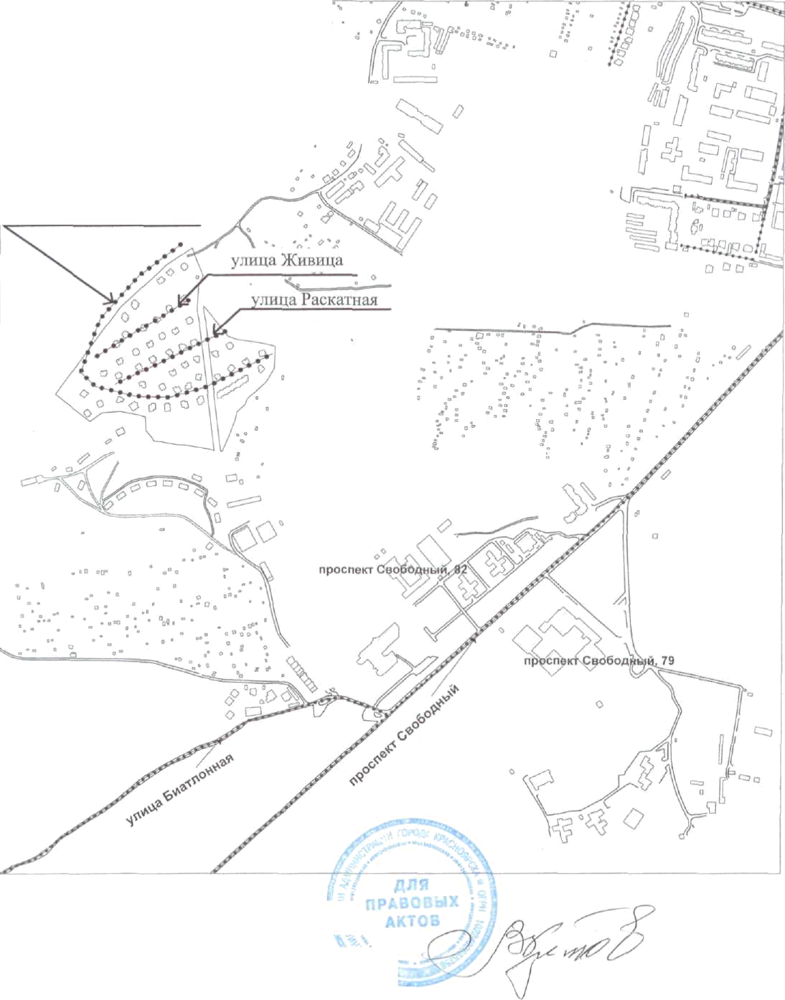 улица Живица
улица Раскатная
проспект Свободный, 82
проспект Свободный, 79
проспект Свободный
улица Биатлонная
АДМИНИСТРАЦИИ ГОРОДА КРАСНОЯРСКА ОГРН
ДЛЯ
ПРАВОВЫХ
АКТОВ